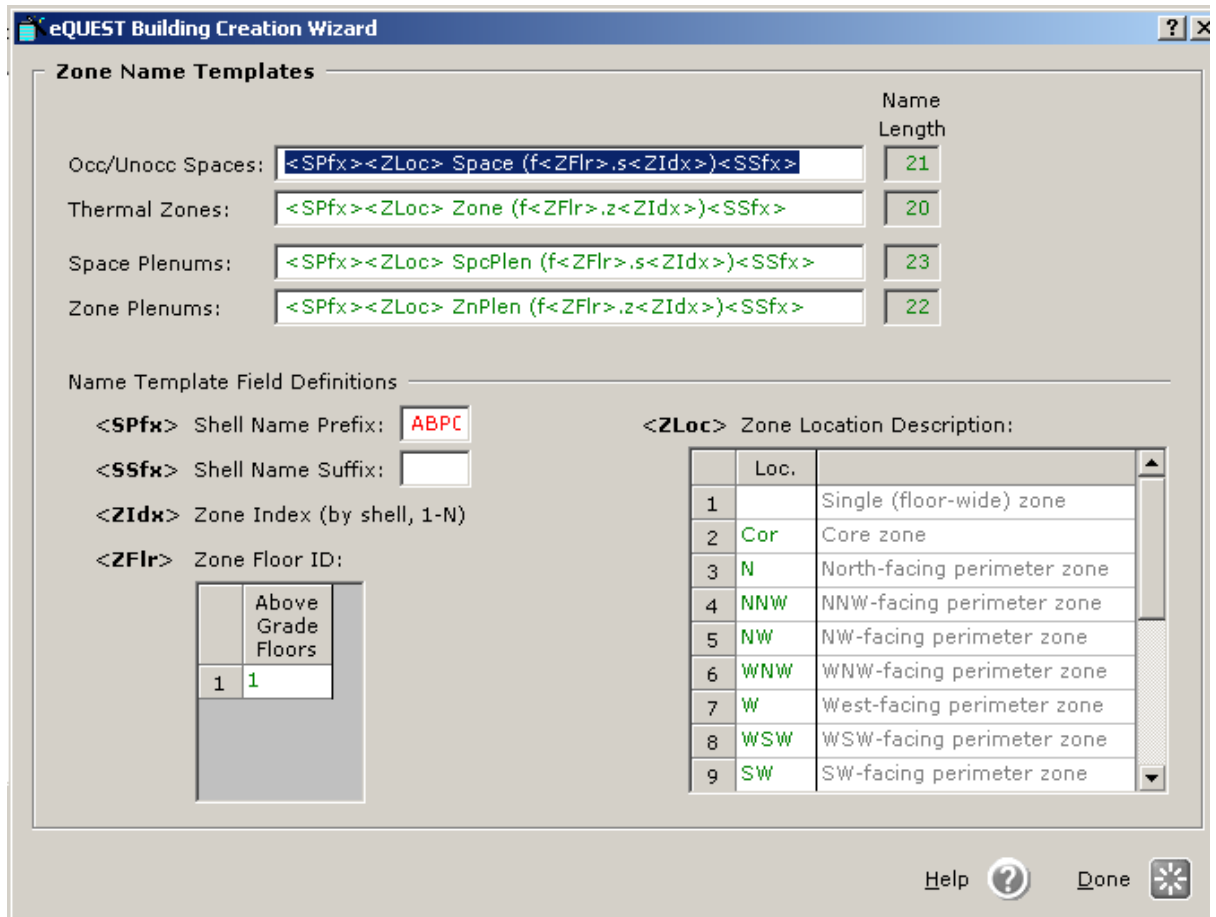 eQUEST Building Creation Wizard
Zone Name Templates
Name
Length
Occ/Unocc Spaces: <SPfx><ZLoc> Space (f<ZFlr>.s<ZIdx>)<SSfx> 21
Thermal Zones: <SPfx><ZLoc> Zone (f<ZFlr>.z<ZIdx>)<SSfx> 20
Space Plenums: <SPfx><ZLoc> SpcPlen (f<ZFlr>.s<ZIdx>)<SSfx> 23
Zone Plenums: <SPfx><ZLoc> ZnPlen (f<ZFlr>.z<ZIdx>)<SSfx> 22
Name Template Field Definitions
<SPfx> Shell Name Prefix:
<SSfx> Shell Name Suffix:
<ZIdx> Zone Index (by shell, 1-N)
<ZFlr> Zone Floor ID:
Above
Grade
Floors
1 1
<ZLoc> Zone Location Description:
Loc.
1 Single (floor-wide) zone
2 Cor Core zone
3 N North-facing perimeter zone
4 NNW NNW-facing perimeter zone
5 NW NW-facing perimeter zone
6 WNW WNW-facing perimeter zone
7 W West-facing perimeter zone
8 WSW WSW-facing perimeter zone
9 SW SW-facing perimeter zone
Help ? Done